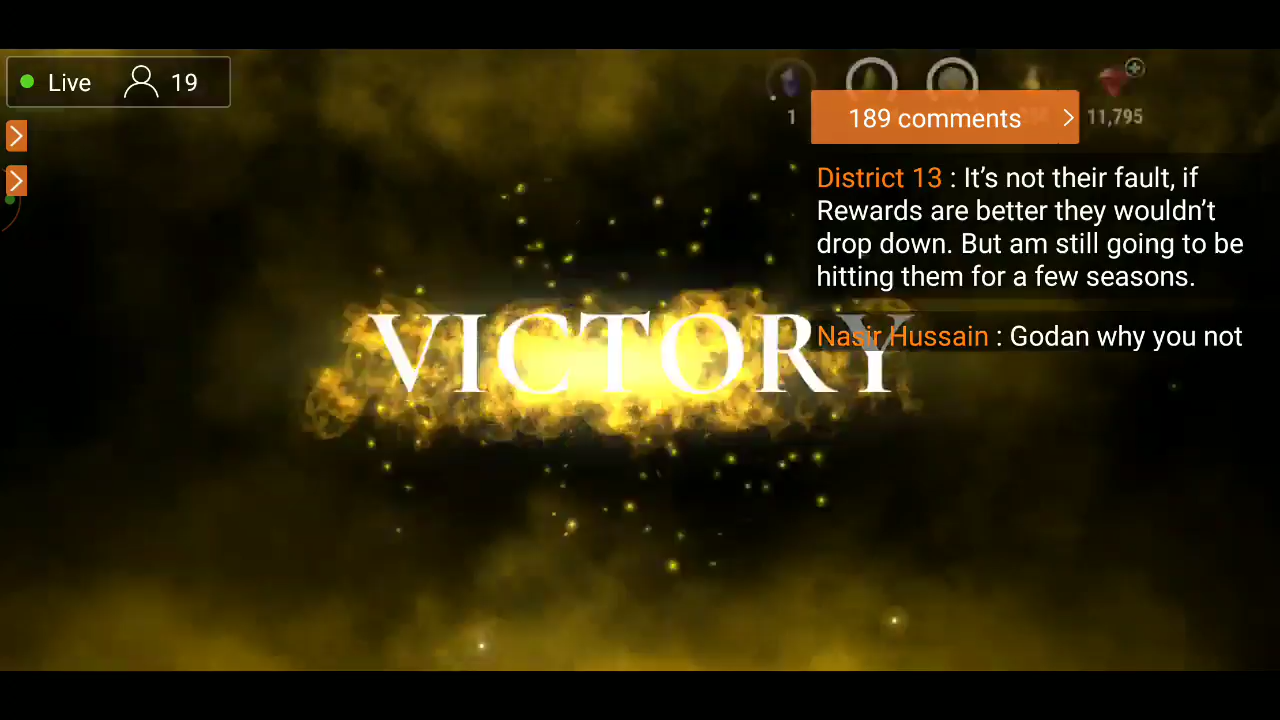 Live 19
1
11,795
189 comments
District 13 : It’s not their fault, if
Rewards are better they wouldn’t
drop down. But am still going to be
hitting them for a few seasons.
Nasir Hussain : Godan why you not
VICTORY